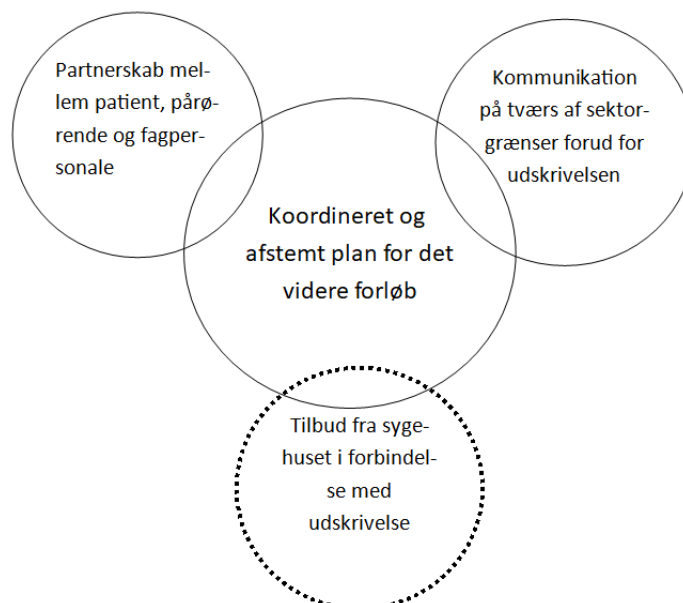 Partnerskab mel-
lem patient, pårø-
rende og fagper-
sonale
Kommunikation
på tværs af sektor-
grænser forud for
udskrivelsen
Koordineret og
afstemt plan for det
videre forløb
Tilbud fra syge-
huset i forbindel-
se med
udskrivelse